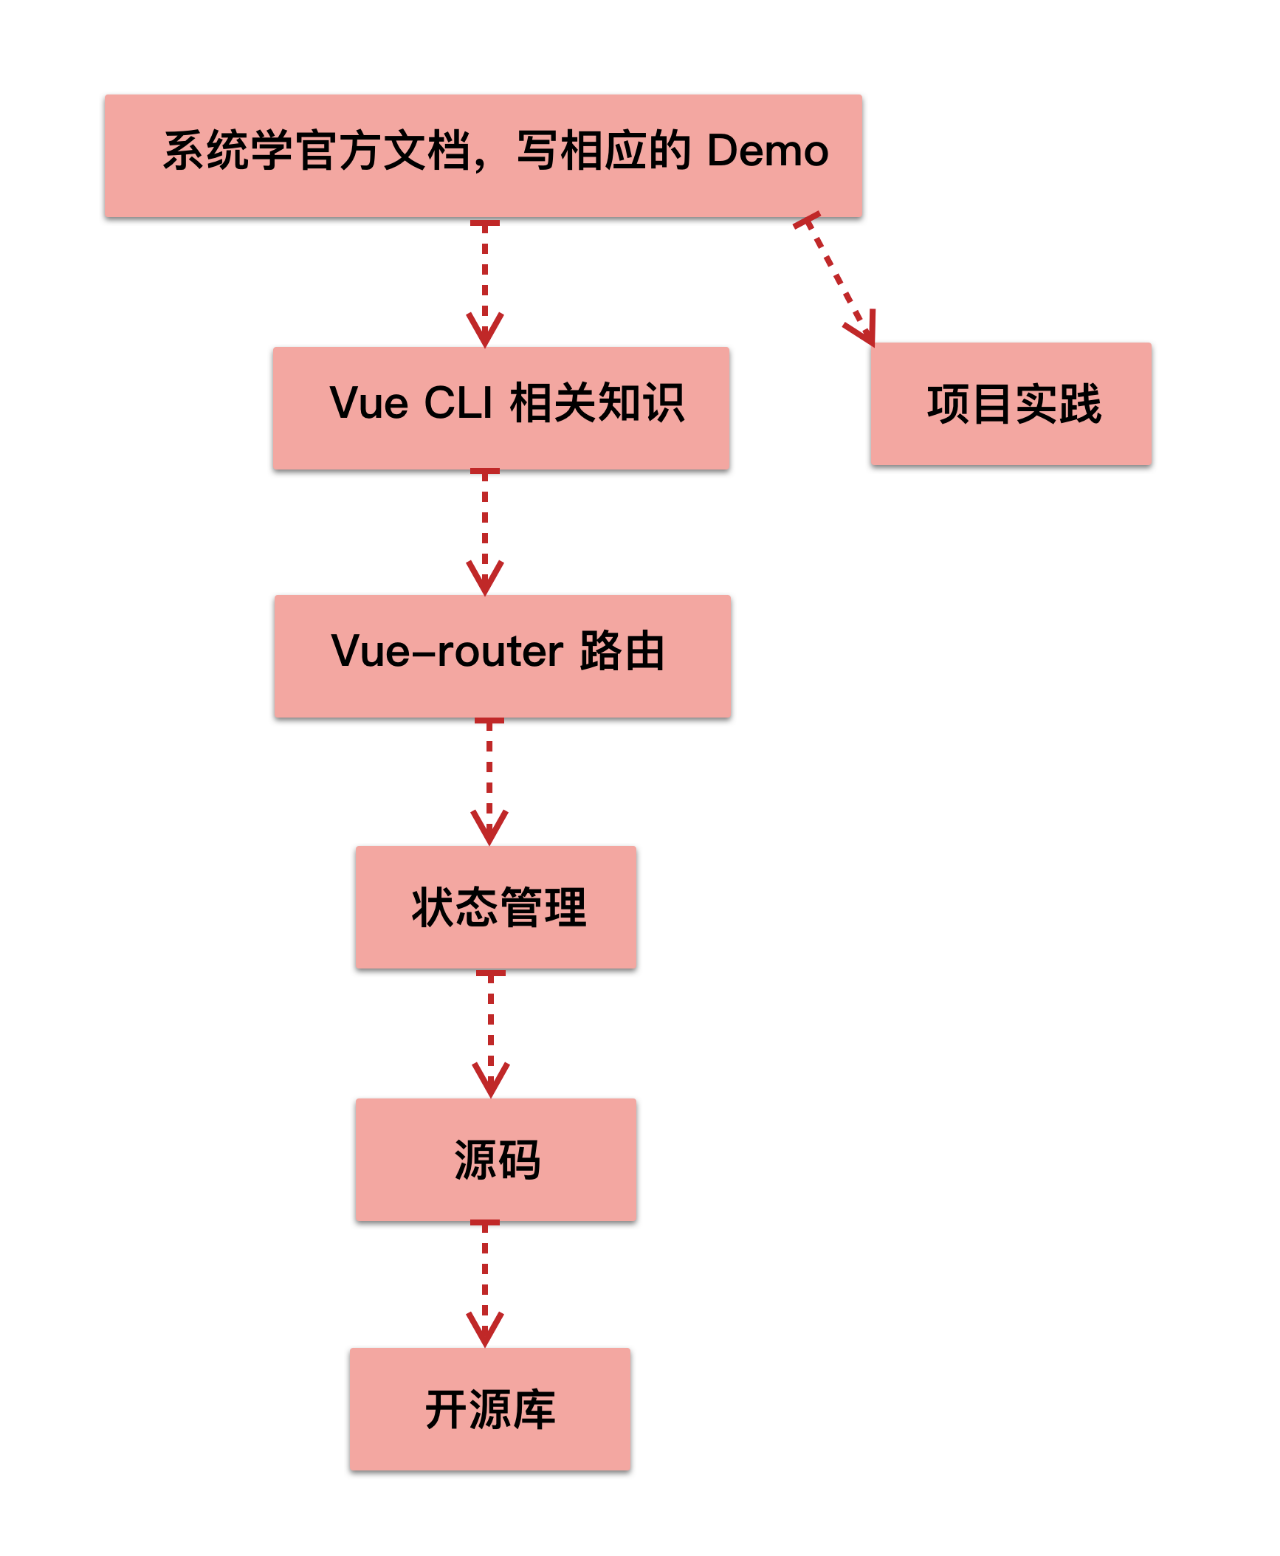 系统学官方文档，写相应的 Demo
Vue CLI 相关知识
项目实践
Vue-router 路由
状态管理
源码
开源库